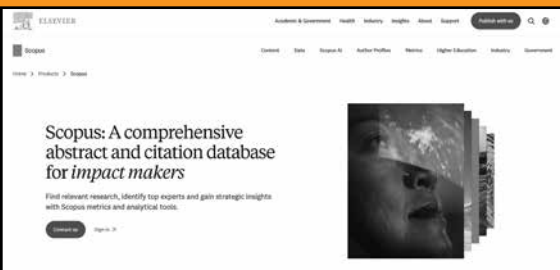 ELSEVIER
Academic & Government Health Industry Insights About Support Publish with us
Scopus
Content Data Scopus AI Author Profiles Metrics Higher Education Industry Government
Home > Products > Scopus
Scopus: A comprehensive
abstract and citation database
for impact makers
Find relevant research, identify top experts and gain strategic insights
with Scopus metrics and analytical tools.
Contact us Sign in ↗